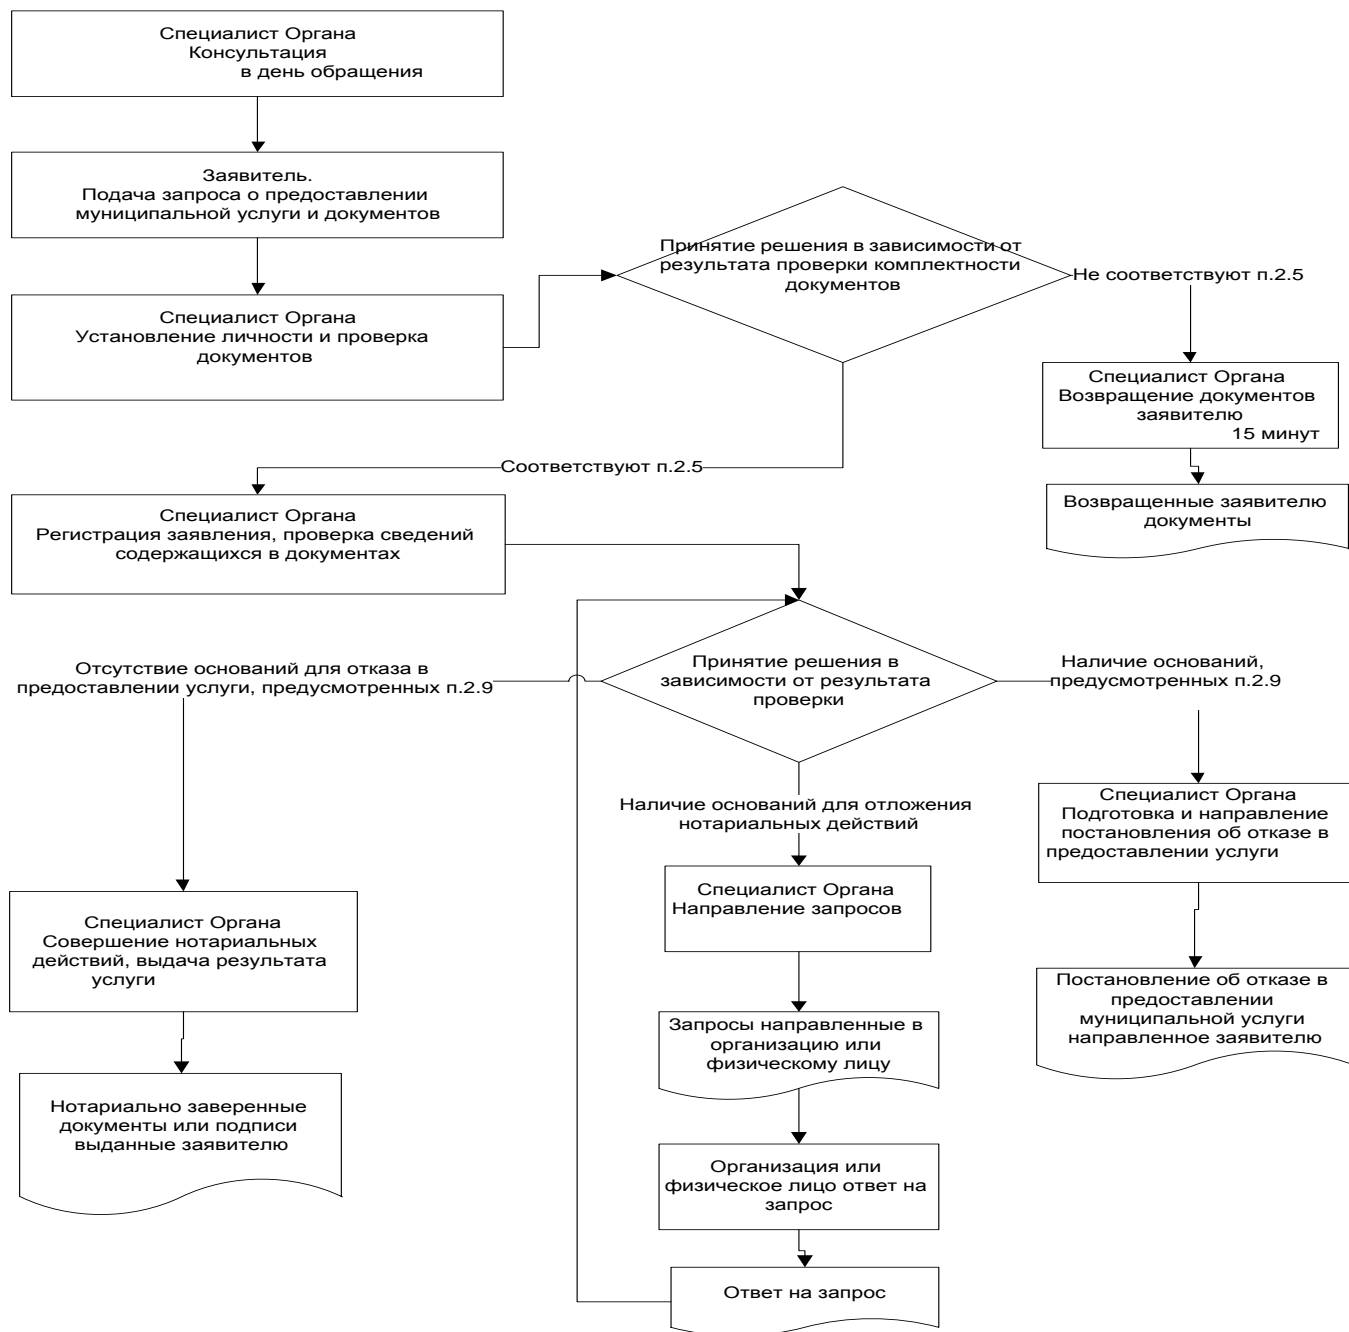 Специалист Органа
Консультация
в день обращения
Заявитель.
Подача запроса о предоставлении
муниципальной услуги и документов
Принятие решения в зависимости от
результата проверки комплектности
документов
Не соответствуют п.2.5
Специалист Органа
Установление личности и проверка
документов
Специалист Органа
Возвращение документов
заявителю
15 минут
Соответствуют п.2.5
Возвращенные заявителю
документы
Специалист Органа
Регистрация заявления, проверка сведений
содержащихся в документах
Отсутствие оснований для отказа в
предоставлении услуги, предусмотренных п.2.9
Принятие решения в
зависимости от результата
проверки
Наличие оснований,
предусмотренных п.2.9
Наличие оснований для отложения
нотариальных действий
Специалист Органа
Подготовка и направление
постановления об отказе в
предоставлении услуги
Специалист Органа
Направление запросов
Специалист Органа
Совершение нотариальных
действий, выдача результата
услуги
Постановление об отказе в
предоставлении
муниципальной услуги
направленное заявителю
Запросы направленные в
организацию или
физическому лицу
Нотариально заверенные
документы или подписи
выданные заявителю
Организация или
физическое лицо ответ на
запрос
Ответ на запрос